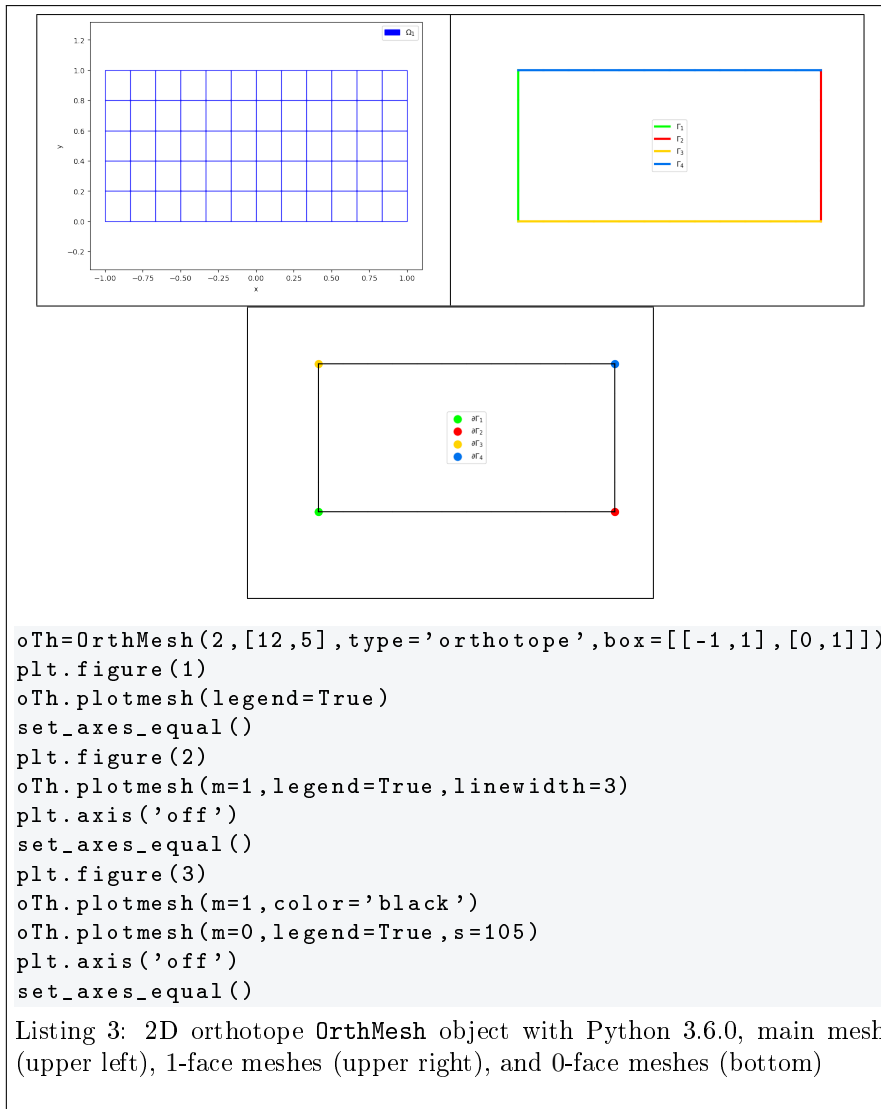 Ω₁
1.2
1.0
0.8
0.6
y
0.4
0.2
0.0
−0.2
−1.00 −0.75 −0.50 −0.25 0.00 0.25 0.50 0.75 1.00
x
Γ₁
Γ₂
Γ₃
Γ₄
∂Γ₁
∂Γ₂
∂Γ₃
∂Γ₄
oTh=OrthMesh(2,[12,5],type='orthotope',box=[[-1,1],[0,1]])
plt.figure(1)
oTh.plotmesh(legend=True)
set_axes_equal()
plt.figure(2)
oTh.plotmesh(m=1,legend=True,linewidth=3)
plt.axis('off')
set_axes_equal()
plt.figure(3)
oTh.plotmesh(m=1,color='black')
oTh.plotmesh(m=0,legend=True,s=105)
plt.axis('off')
set_axes_equal()
Listing 3: 2D orthotope OrthMesh object with Python 3.6.0, main mesh
(upper left), 1-face meshes (upper right), and 0-face meshes (bottom)